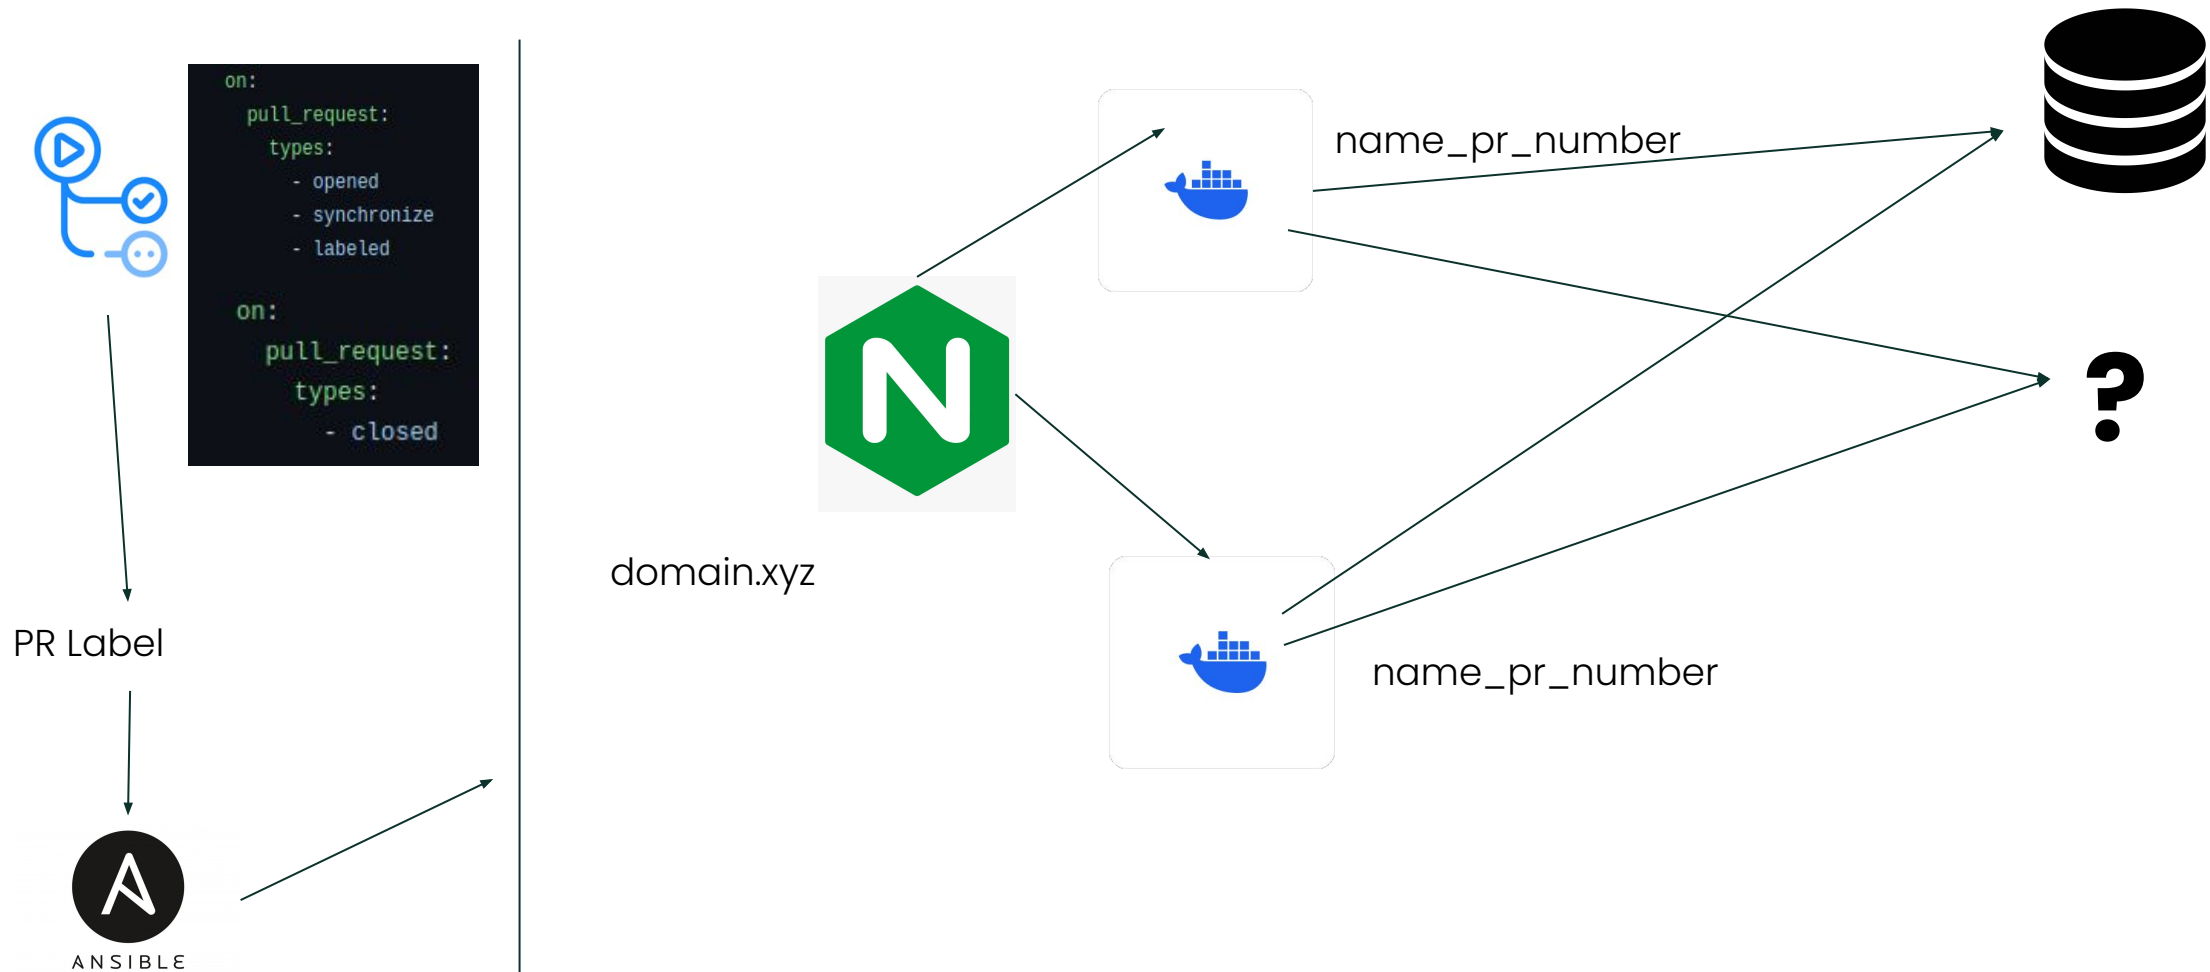 on:
pull_request:
types:
- opened
- synchronize
- labeled
on:
pull_request:
types:
- closed
PR Label
ANSIBLE
domain.xyz
name_pr_number
name_pr_number
?